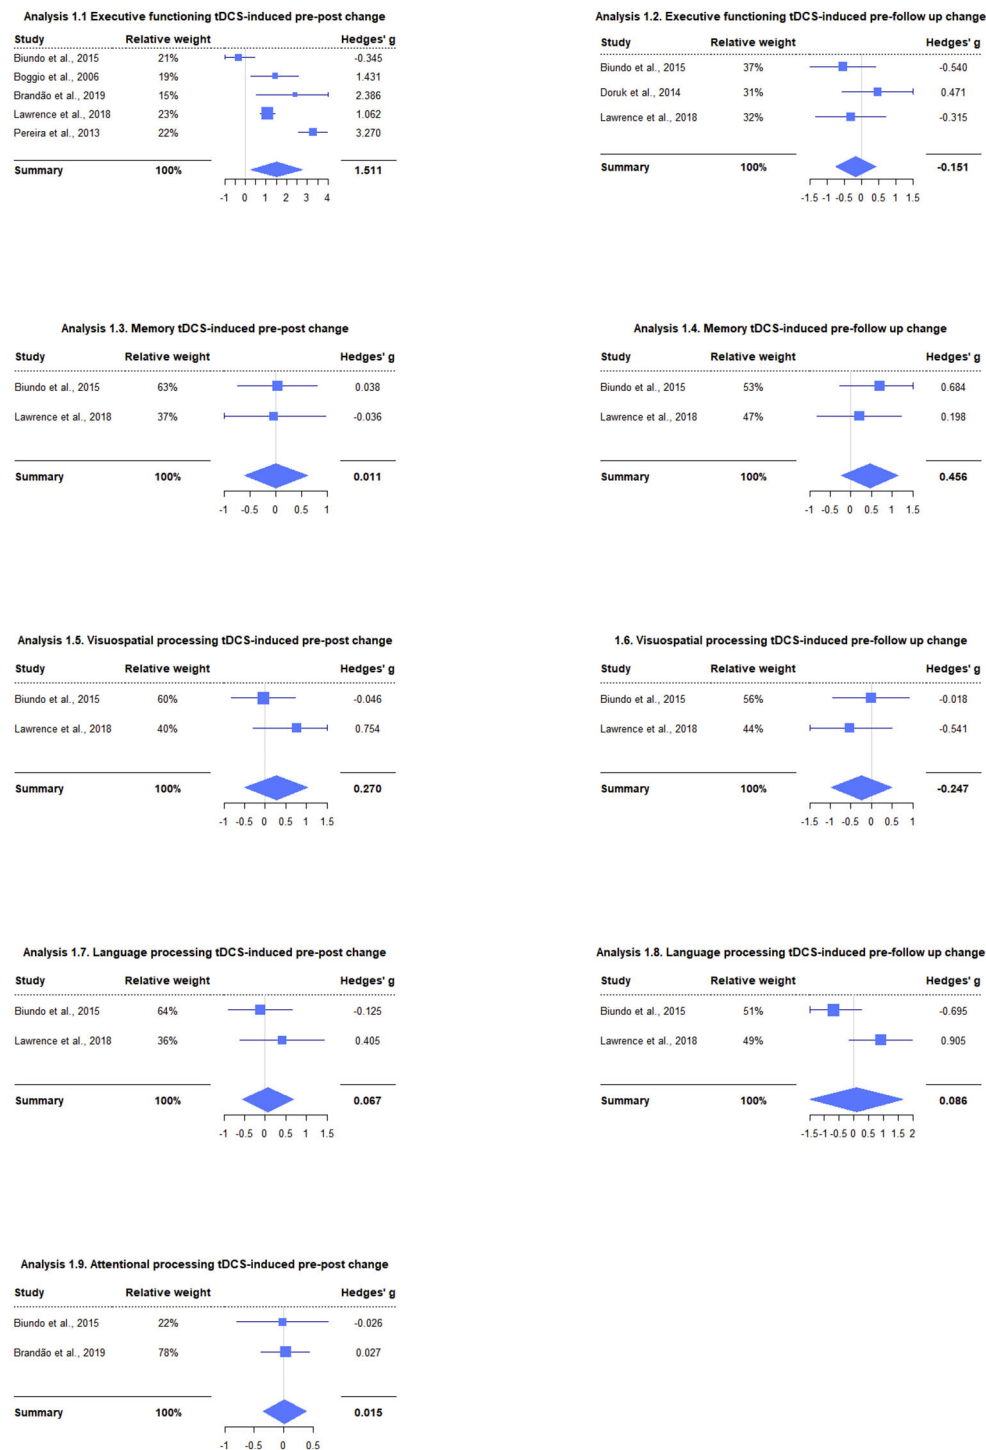 Analysis 1.1 Executive functioning tDCS-induced pre-post change
Study Relative weight Hedges' g
Biundo et al., 2015 21% -0.345
Boggio et al., 2006 19% 1.431
Brandão et al., 2019 15% 2.386
Lawrence et al., 2018 23% 1.062
Pereira et al., 2013 22% 3.270
Summary 100% 1.511
-1 0 1 2 3 4
Analysis 1.2. Executive functioning tDCS-induced pre-follow up change
Study Relative weight Hedges' g
Biundo et al., 2015 37% -0.540
Doruk et al., 2014 31% 0.471
Lawrence et al., 2018 32% -0.315
Summary 100% -0.151
-1.5 -1 -0.5 0 0.5 1 1.5
Analysis 1.3. Memory tDCS-induced pre-post change
Study Relative weight Hedges' g
Biundo et al., 2015 63% 0.038
Lawrence et al., 2018 37% -0.036
Summary 100% 0.011
-1 -0.5 0 0.5 1
Analysis 1.4. Memory tDCS-induced pre-follow up change
Study Relative weight Hedges' g
Biundo et al., 2015 53% 0.684
Lawrence et al., 2018 47% 0.198
Summary 100% 0.456
-1 -0.5 0 0.5 1 1.5
Analysis 1.5. Visuospatial processing tDCS-induced pre-post change
Study Relative weight Hedges' g
Biundo et al., 2015 60% -0.046
Lawrence et al., 2018 40% 0.754
Summary 100% 0.270
-1 -0.5 0 0.5 1 1.5
1.6. Visuospatial processing tDCS-induced pre-follow up change
Study Relative weight Hedges' g
Biundo et al., 2015 56% -0.018
Lawrence et al., 2018 44% -0.541
Summary 100% -0.247
-1.5 -1 -0.5 0 0.5 1
Analysis 1.7. Language processing tDCS-induced pre-post change
Study Relative weight Hedges' g
Biundo et al., 2015 64% -0.125
Lawrence et al., 2018 36% 0.405
Summary 100% 0.067
-1 -0.5 0 0.5 1 1.5
Analysis 1.8. Language processing tDCS-induced pre-follow up change
Study Relative weight Hedges' g
Biundo et al., 2015 51% -0.695
Lawrence et al., 2018 49% 0.905
Summary 100% 0.086
-1.5 -1 -0.5 0 0.5 1 1.5 2
Analysis 1.9. Attentional processing tDCS-induced pre-post change
Study Relative weight Hedges' g
Biundo et al., 2015 22% -0.026
Brandão et al., 2019 78% 0.027
Summary 100% 0.015
-1 -0.5 0 0.5